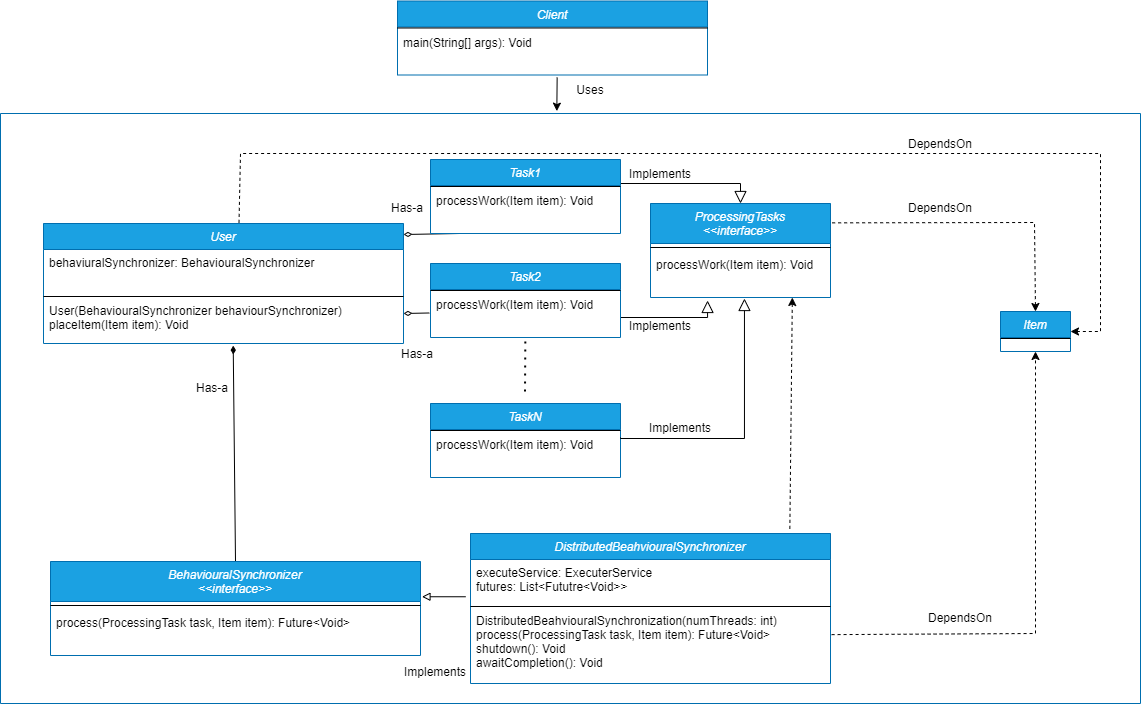 Client
main(String[] args): Void
Uses
DependsOn
Task1
Implements
processWork(Item item): Void
Has-a
ProcessingTasks
<<interface>>
DependsOn
processWork(Item item): Void
User
behaviuralSynchronizer: BehaviouralSynchronizer
User(BehaviouralSynchronizer behaviourSynchronizer)
placeItem(Item item): Void
Task2
processWork(Item item): Void
Implements
Has-a
Item
Has-a
TaskN
processWork(Item item): Void
Implements
DistributedBeahviouralSynchronizer
executeService: ExecuterService
futures: List<Fututre<Void>>
DistributedBeahviouralSynchronization(numThreads: int)
process(ProcessingTask task, Item item): Future<Void>
shutdown(): Void
awaitCompletion(): Void
BehaviouralSynchronizer
<<interface>>
process(ProcessingTask task, Item item): Future<Void>
DependsOn
Implements